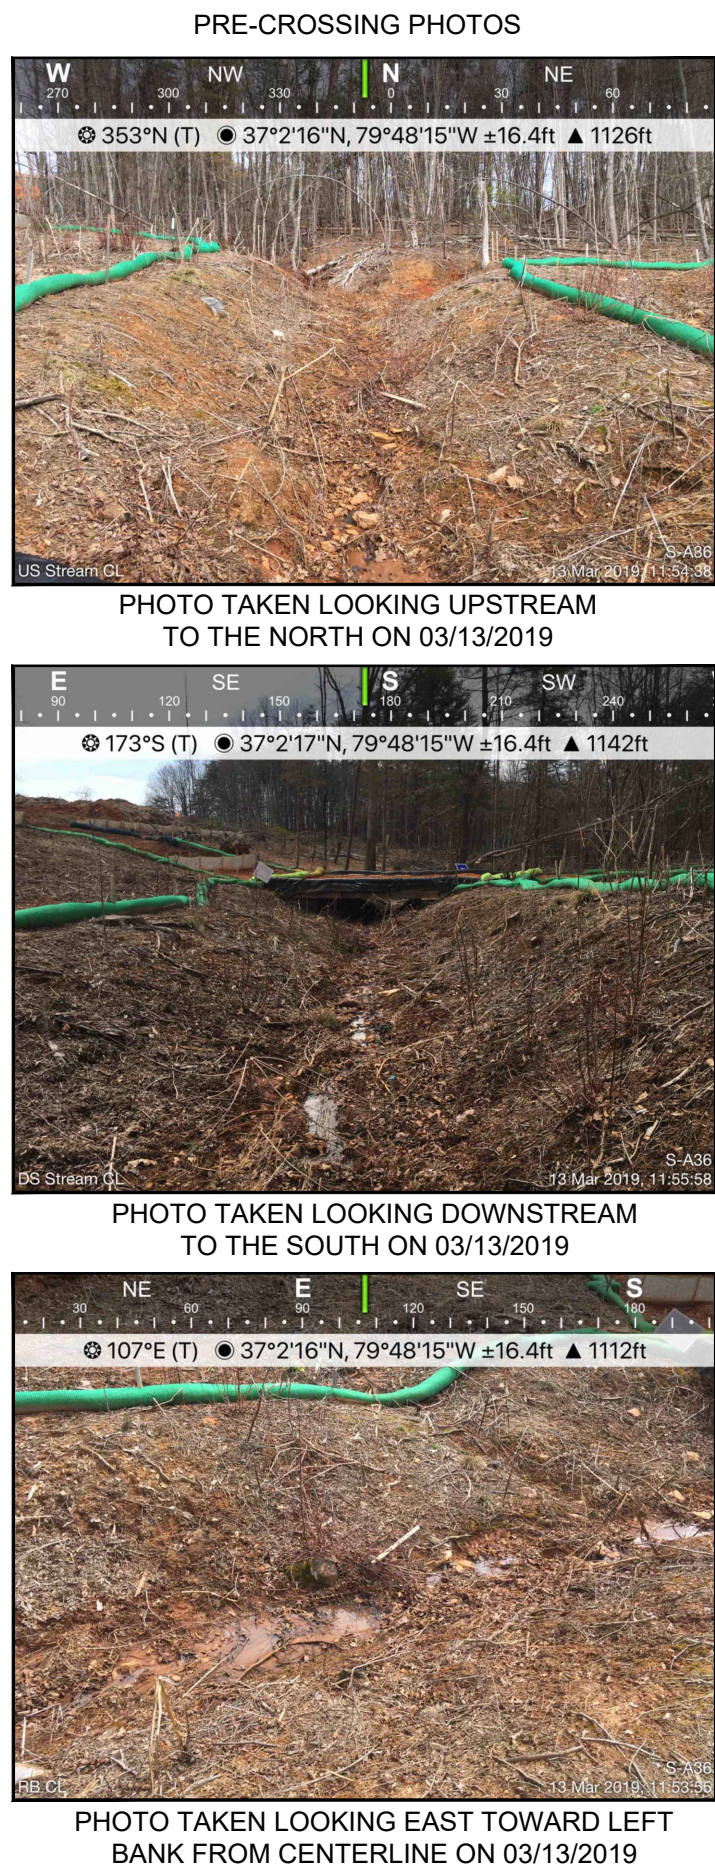 PRE-CROSSING PHOTOS
W NW N NE
270 300 330 0 30 60
353°N (T) 37°2'16"N, 79°48'15"W ±16.4ft ▲ 1126ft
S-A36
US Stream CL 13 Mar 2019, 11:54:38
PHOTO TAKEN LOOKING UPSTREAM
TO THE NORTH ON 03/13/2019
E SE S SW
90 120 150 180 210 240
173°S (T) 37°2'17"N, 79°48'15"W ±16.4ft ▲ 1142ft
S-A36
DS Stream CL 13 Mar 2019, 11:55:58
PHOTO TAKEN LOOKING DOWNSTREAM
TO THE SOUTH ON 03/13/2019
NE E SE S
30 60 90 120 150 180
107°E (T) 37°2'16"N, 79°48'15"W ±16.4ft ▲ 1112ft
S-A36
RB CL 13 Mar 2019, 11:53:55
PHOTO TAKEN LOOKING EAST TOWARD LEFT
BANK FROM CENTERLINE ON 03/13/2019